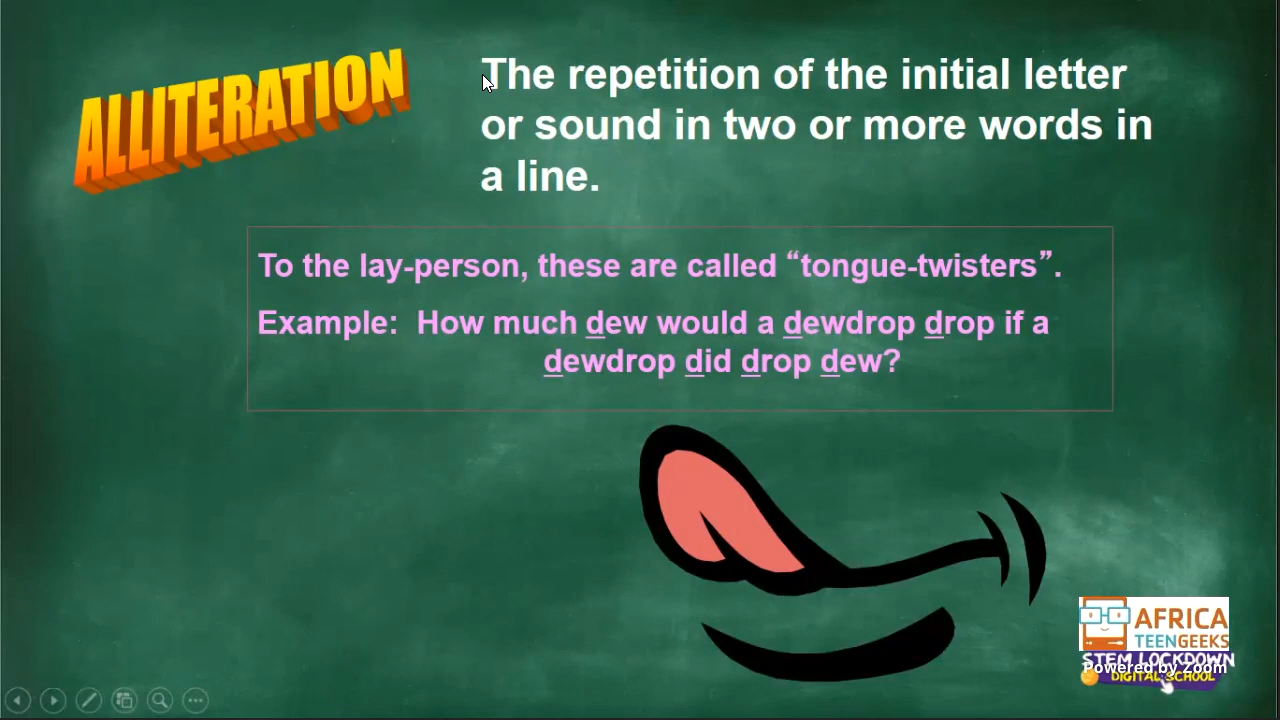 ALLITERATION
The repetition of the initial letter
or sound in two or more words in
a line.
To the lay-person, these are called “tongue-twisters”.
Example: How much dew would a dewdrop drop if a
dewdrop did drop dew?
AFRICA
TEENGEEKS
STEM LOCKDOWN
Powered by Zoom
DIGITAL SCHOOL